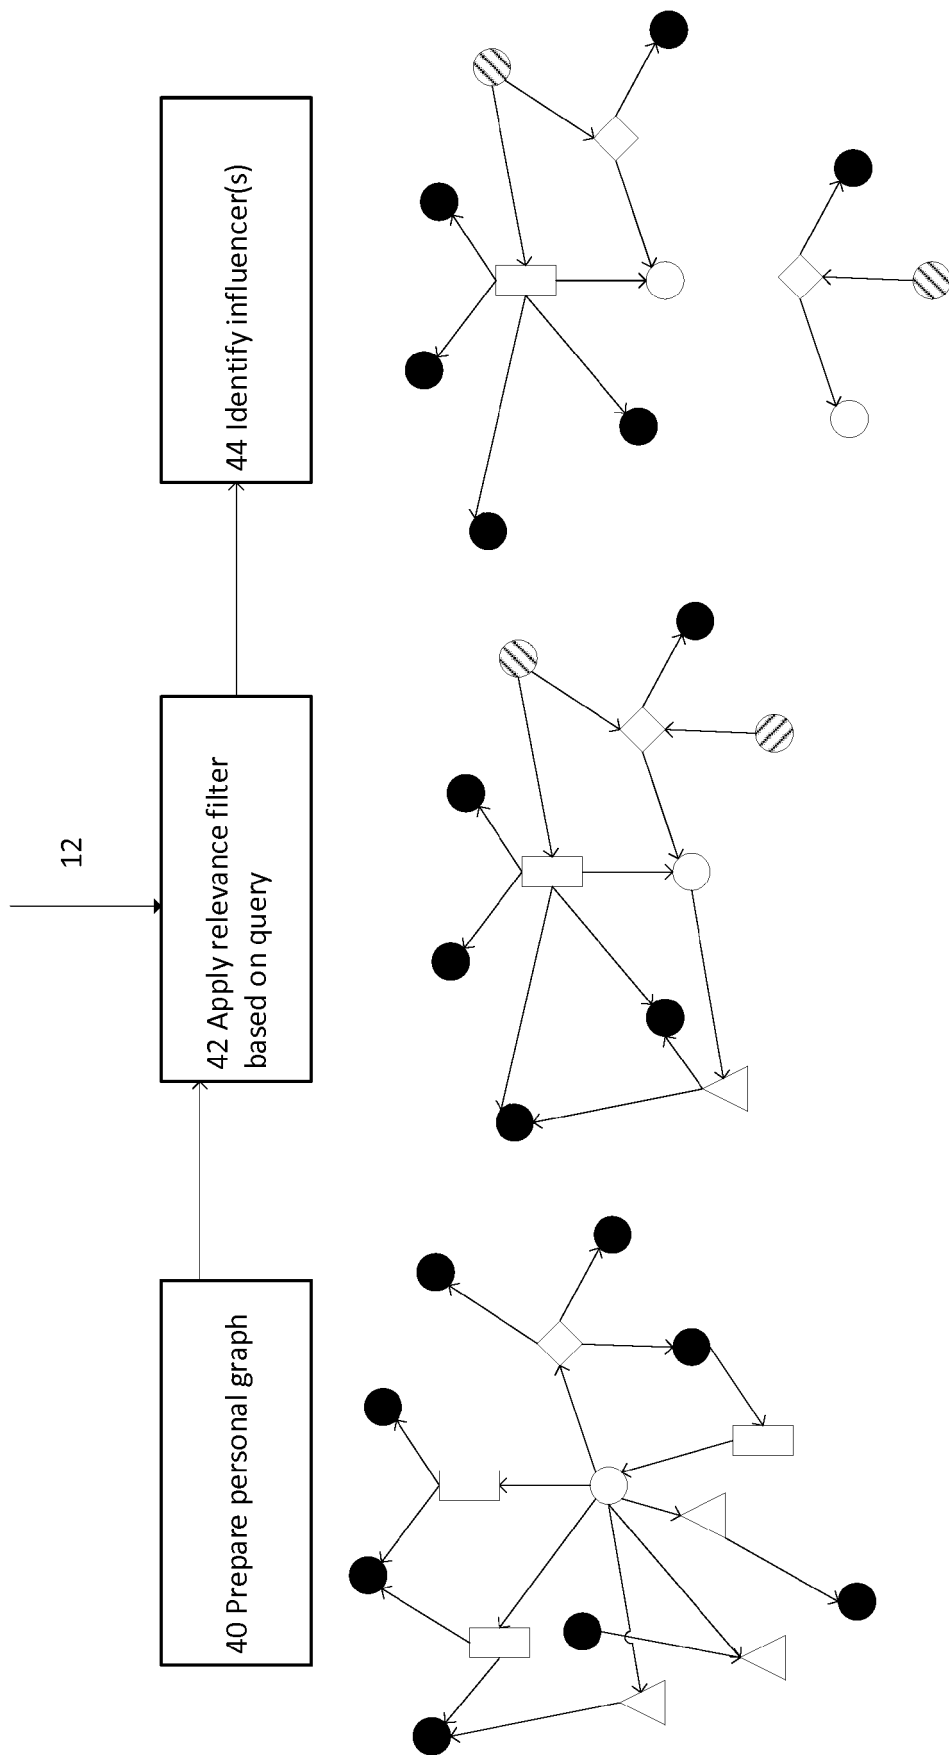 40 Prepare personal graph
12
42 Apply relevance filter
based on query
44 Identify influencer(s)